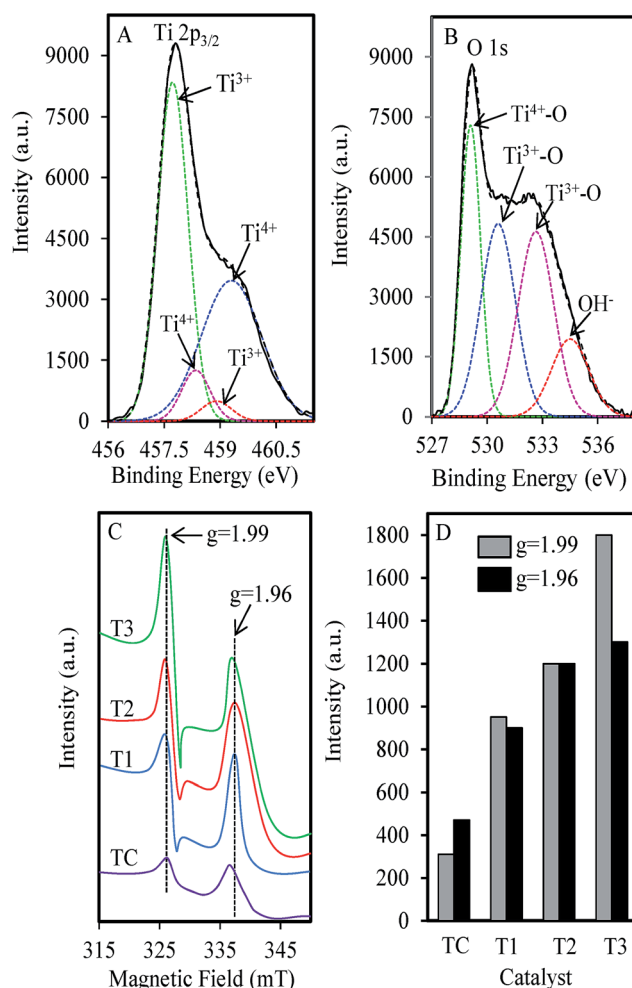 A
Ti 2p3/2
Ti3+
Ti4+
Ti4+
Ti3+
9000
7500
6000
4500
3000
1500
0
456
457.5
459
460.5
Binding Energy (eV)
Intensity (a.u.)
B
O 1s
Ti4+-O
Ti3+-O
Ti3+-O
OH-
9000
7500
6000
4500
3000
1500
0
527
530
533
536
Binding Energy (eV)
Intensity (a.u.)
C
g=1.99
g=1.96
T3
T2
T1
TC
315
325
335
345
Magnetic Field (mT)
Intensity (a.u.)
D
g=1.99
g=1.96
1800
1600
1400
1200
1000
800
600
400
200
0
TC
T1
T2
T3
Catalyst
Intensity (a.u.)